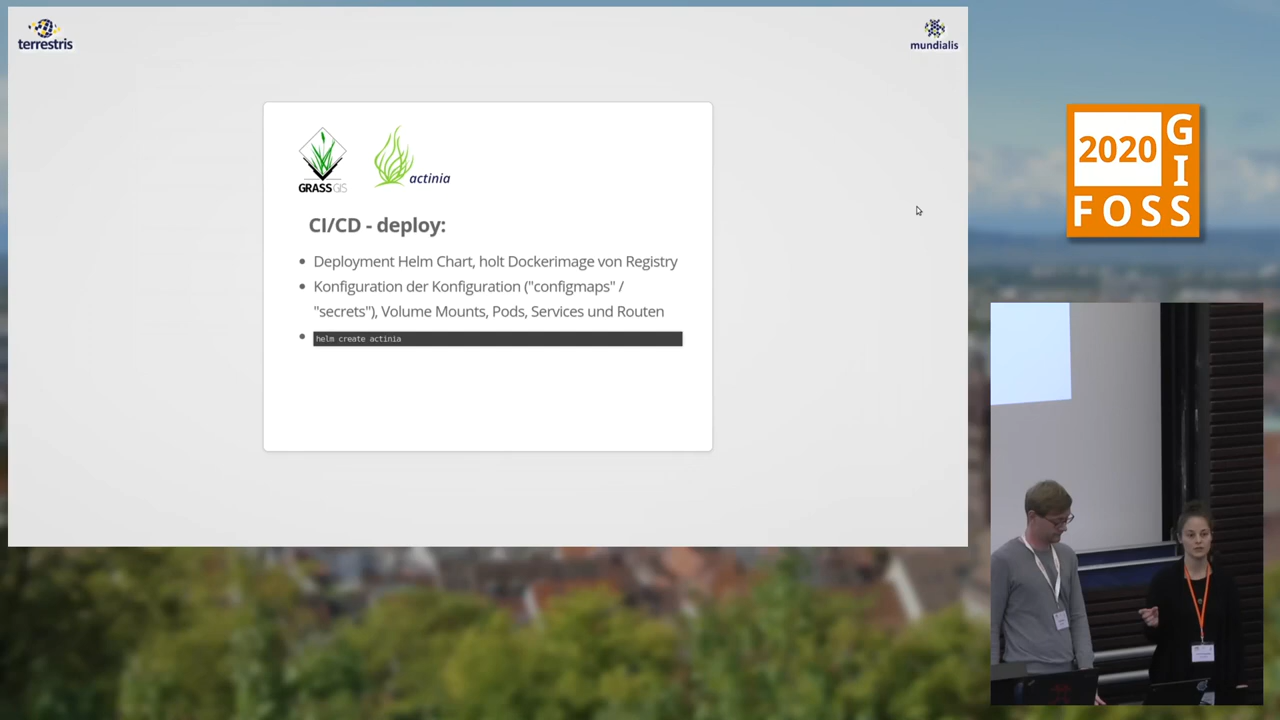 terrestris
mundialis
GRASS GIS
actinia
CI/CD - deploy:
Deployment Helm Chart, holt Dockerimage von Registry
Konfiguration der Konfiguration ("configmaps" /
"secrets"), Volume Mounts, Pods, Services und Routen
helm create actinia
2020
GIS
FOSS